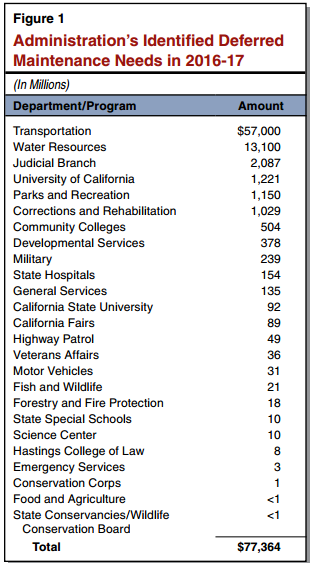 Figure 1
Administration's Identified Deferred
Maintenance Needs in 2016-17
(In Millions)
Department/Program Amount
Transportation $57,000
Water Resources 13,100
Judicial Branch 2,087
University of California 1,221
Parks and Recreation 1,150
Corrections and Rehabilitation 1,029
Community Colleges 504
Developmental Services 378
Military 239
State Hospitals 154
General Services 135
California State University 92
California Fairs 89
Highway Patrol 49
Veterans Affairs 36
Motor Vehicles 31
Fish and Wildlife 21
Forestry and Fire Protection 18
State Special Schools 10
Science Center 10
Hastings College of Law 8
Emergency Services 3
Conservation Corps 1
Food and Agriculture <1
State Conservancies/Wildlife <1
Conservation Board
Total $77,364